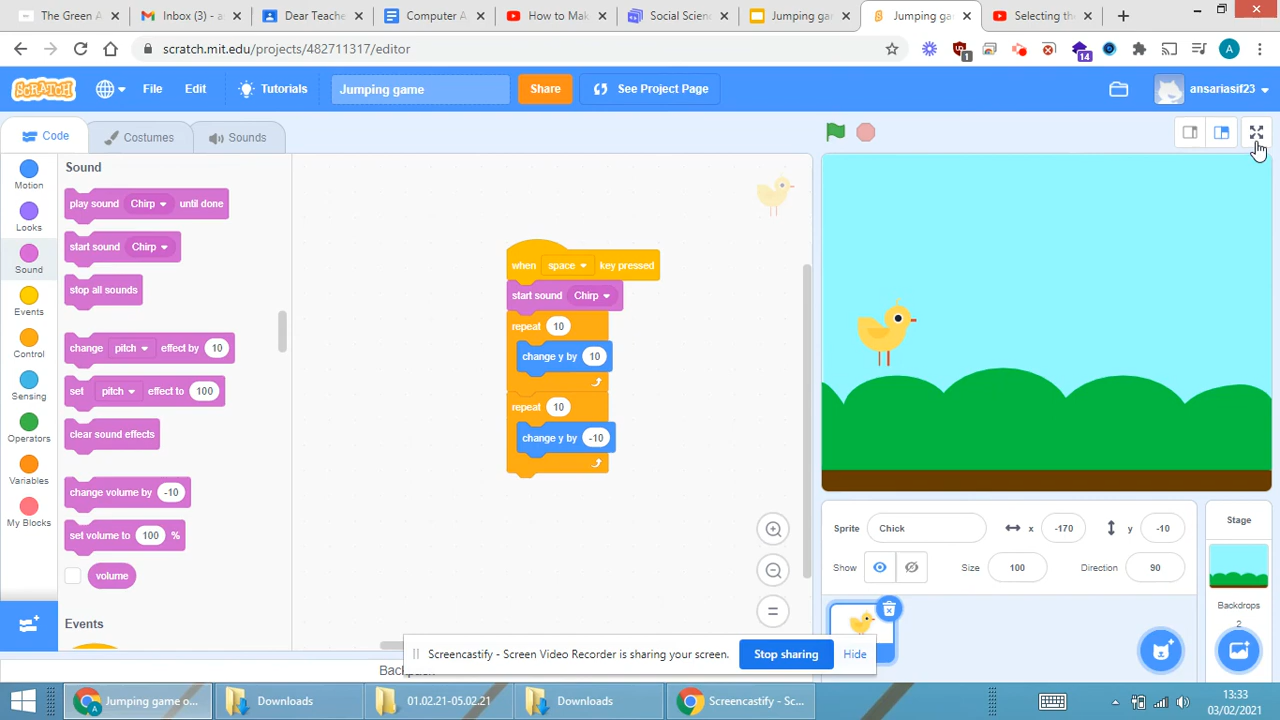 The Green A
Inbox (3) - a
Dear Teache
Computer A
How to Mak
Social Scien
Jumping gam
Jumping gam
Selecting the
scratch.mit.edu/projects/482711317/editor
1
14
A
SCRATCH
File
Edit
Tutorials
Jumping game
Share
See Project Page
ansariasif23
Code
Costumes
Sounds
Motion
Looks
Sound
Events
Control
Sensing
Operators
Variables
My Blocks
Sound
play sound Chirp until done
start sound Chirp
stop all sounds
change pitch effect by 10
set pitch effect to 100
clear sound effects
change volume by -10
set volume to 100 %
volume
Events
when space key pressed
start sound Chirp
repeat 10
change y by 10
repeat 10
change y by -10
Sprite Chick x -170 y -10
Show Size 100 Direction 90
Stage
Backdrops
2
Screencastify - Screen Video Recorder is sharing your screen.
Stop sharing
Hide
Jumping game o...
Downloads
01.02.21-05.02.21
Downloads
Screencastify - Sc...
13:33
03/02/2021